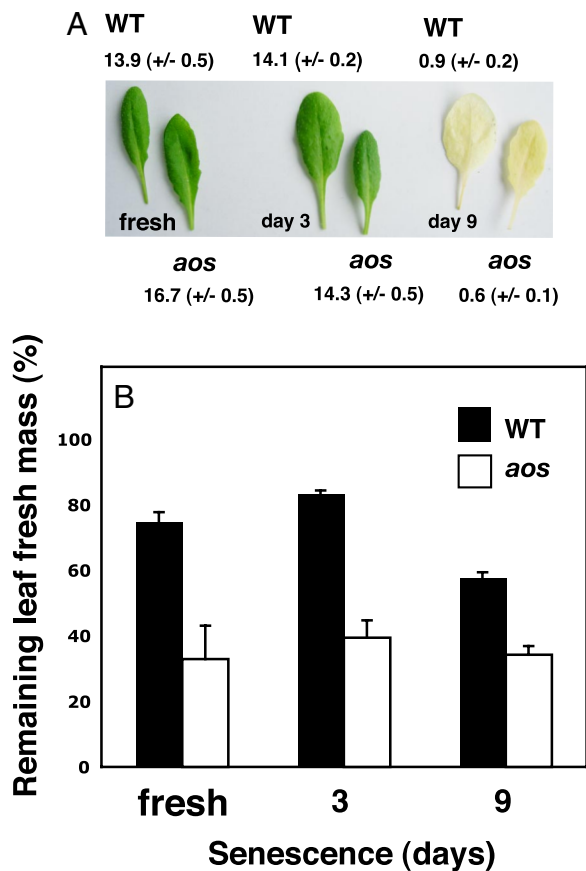 A
WT WT WT
13.9 (+/- 0.5) 14.1 (+/- 0.2) 0.9 (+/- 0.2)
fresh day 3 day 9
aos aos aos
16.7 (+/- 0.5) 14.3 (+/- 0.5) 0.6 (+/- 0.1)
B
Remaining leaf fresh mass (%)
WT
aos
100
80
60
40
20
0
fresh 3 9
Senescence (days)